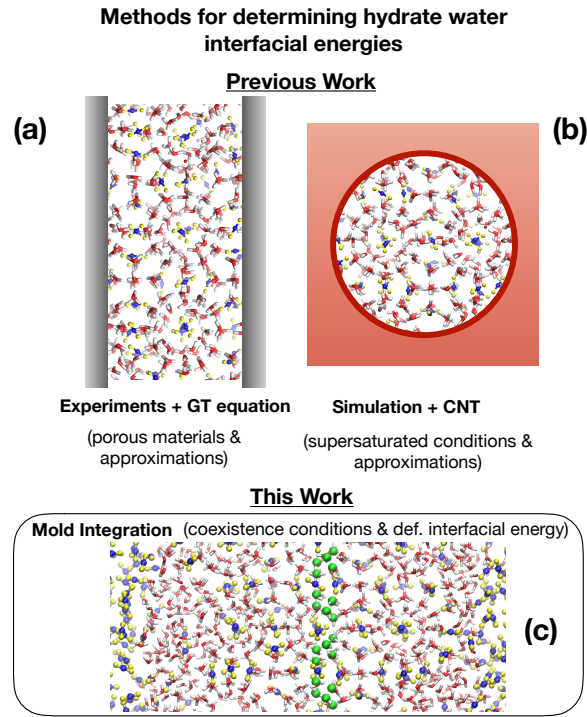 Methods for determining hydrate water
interfacial energies
Previous Work
(a)
(b)
Experiments + GT equation
(porous materials &
approximations)
Simulation + CNT
(supersaturated conditions &
approximations)
This Work
Mold Integration (coexistence conditions & def. interfacial energy)
(c)